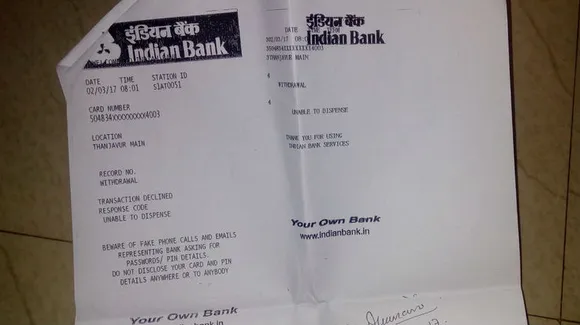 इंडियन बैंक
Indian Bank
DATE TIME STATION ID
02/03/17 08:01 S1AT0051
CARD NUMBER
504834XXXXXXXXX4003
LOCATION
THANJAVUR MAIN
RECORD NO.
WITHDRAWAL
TRANSACTION DECLINED
RESPONSE CODE
UNABLE TO DISPENSE
BEWARE OF FAKE PHONE CALLS AND EMAILS
REPRESENTING BANK ASKING FOR
PASSWORDS/ PIN DETAILS.
DO NOT DISCLOSE YOUR CARD AND PIN
DETAILS ANYWHERE OR TO ANYBODY
Your Own Bank
इंडियन बैंक
Indian Bank
DATE
THANJAVUR MAIN
WITHDRAWAL
UNABLE TO DISPENSE
THANK YOU FOR USING
INDIAN BANK SERVICES
Your Own Bank
www.indianbank.in